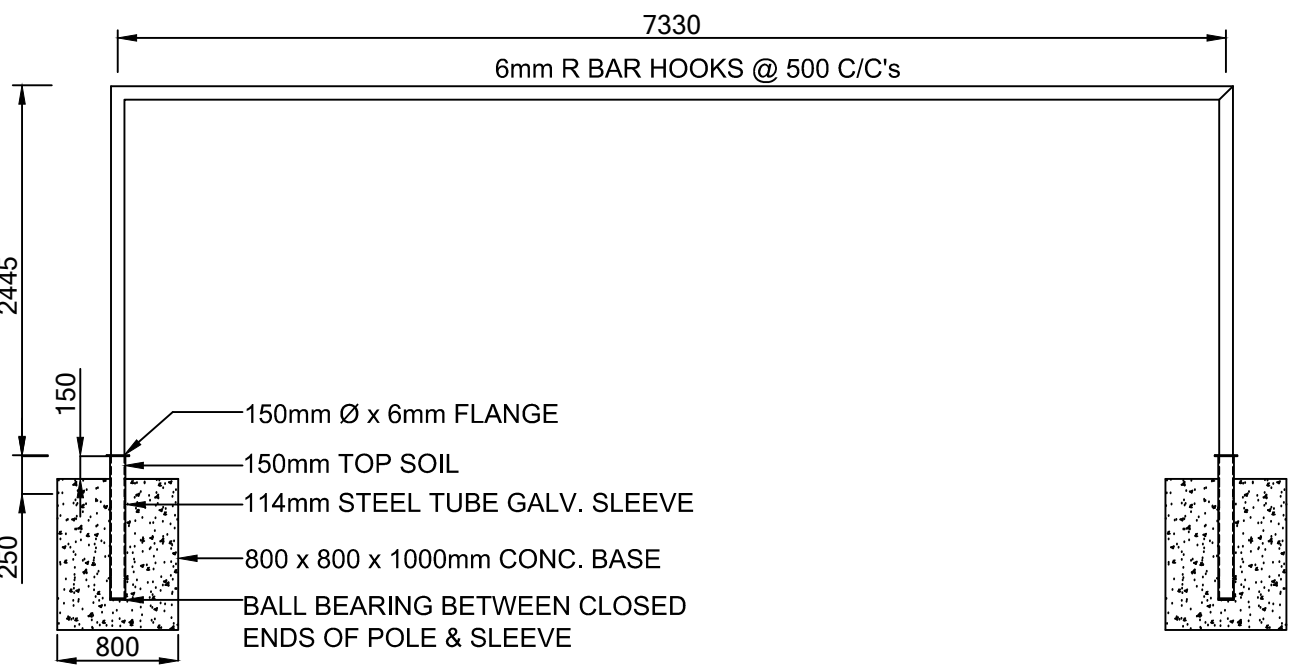 7330
6mm R BAR HOOKS @ 500 C/C's
2445
150
150mm Ø x 6mm FLANGE
150mm TOP SOIL
114mm STEEL TUBE GALV. SLEEVE
250
800 x 800 x 1000mm CONC. BASE
BALL BEARING BETWEEN CLOSED
ENDS OF POLE & SLEEVE
800